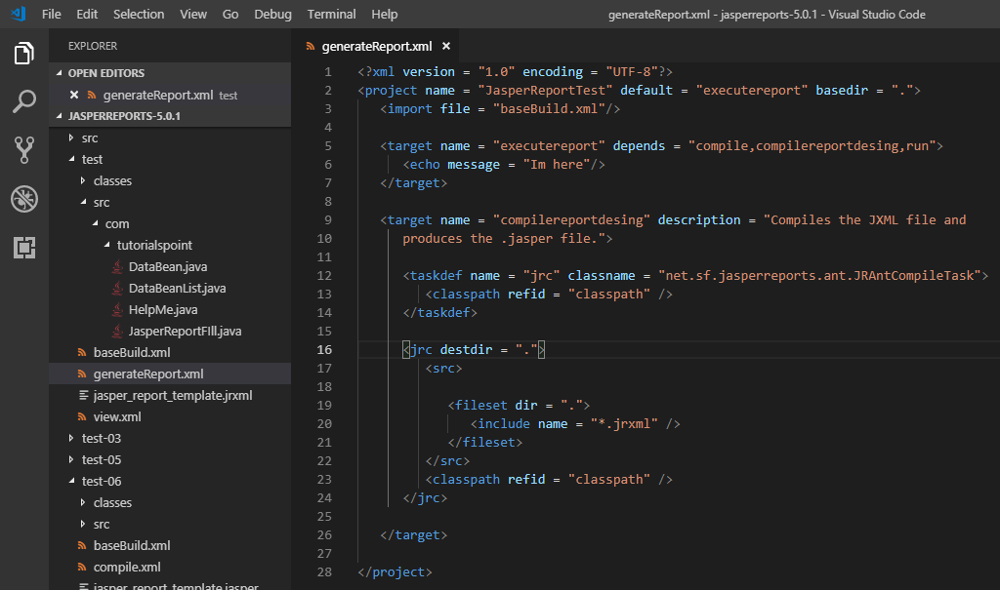 File Edit Selection View Go Debug Terminal Help
generateReport.xml - jasperreports-5.0.1 - Visual Studio Code
EXPLORER
OPEN EDITORS
generateReport.xml test
JASPERREPORTS-5.0.1
src
test
classes
src
com
tutorialspoint
DataBean.java
DataBeanList.java
HelpMe.java
JasperReportFIll.java
baseBuild.xml
generateReport.xml
jasper_report_template.jrxml
view.xml
test-03
test-05
test-06
classes
src
baseBuild.xml
compile.xml
jasper_report_template.jasper
generateReport.xml
1 <?xml version = "1.0" encoding = "UTF-8"?>
2 <project name = "JasperReportTest" default = "executereport" basedir = ".">
3 <import file = "baseBuild.xml"/>
4
5 <target name = "executereport" depends = "compile,compilereportdesing,run">
6 <echo message = "Im here"/>
7 </target>
8
9 <target name = "compilereportdesing" description = "Compiles the JXML file and
10 produces the .jasper file.">
11
12 <taskdef name = "jrc" classname = "net.sf.jasperreports.ant.JRAntCompileTask">
13 <classpath refid = "classpath" />
14 </taskdef>
15
16 <jrc destdir = ".">
17 <src>
18
19 <fileset dir = ".">
20 <include name = "*.jrxml" />
21 </fileset>
22 </src>
23 <classpath refid = "classpath" />
24 </jrc>
25
26 </target>
27
28 </project>